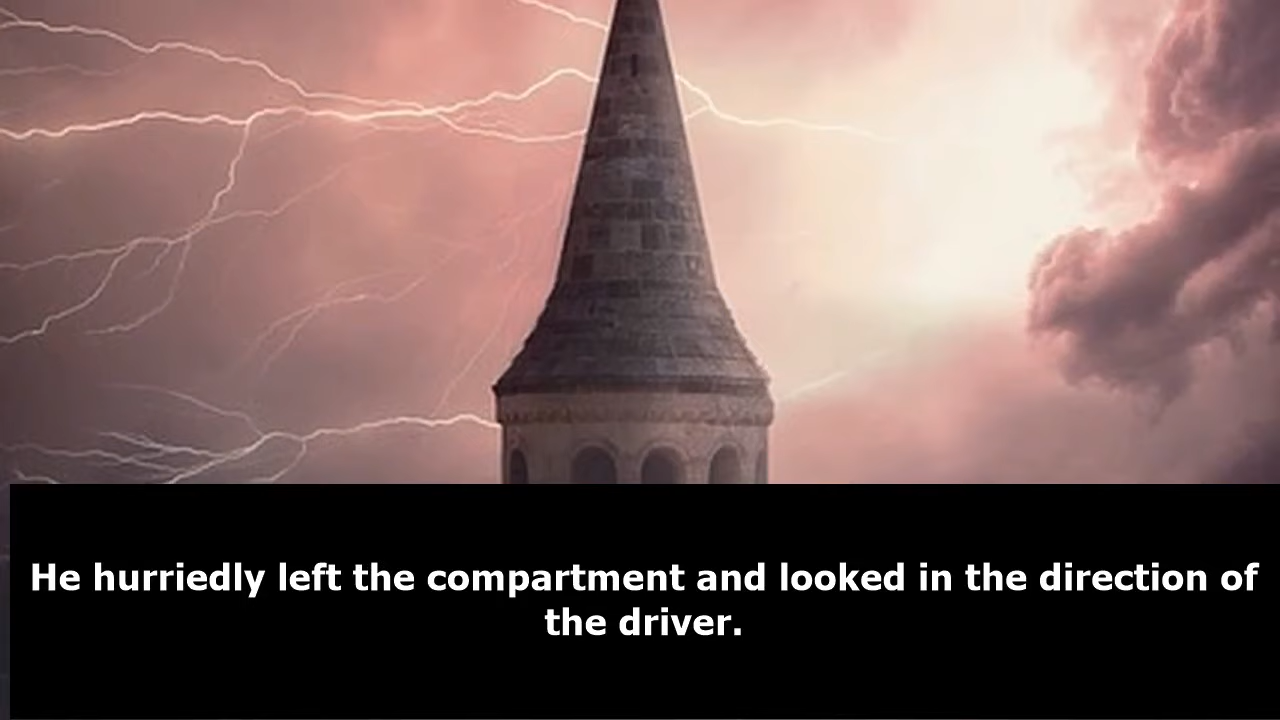 He hurriedly left the compartment and looked in the direction of
the driver.